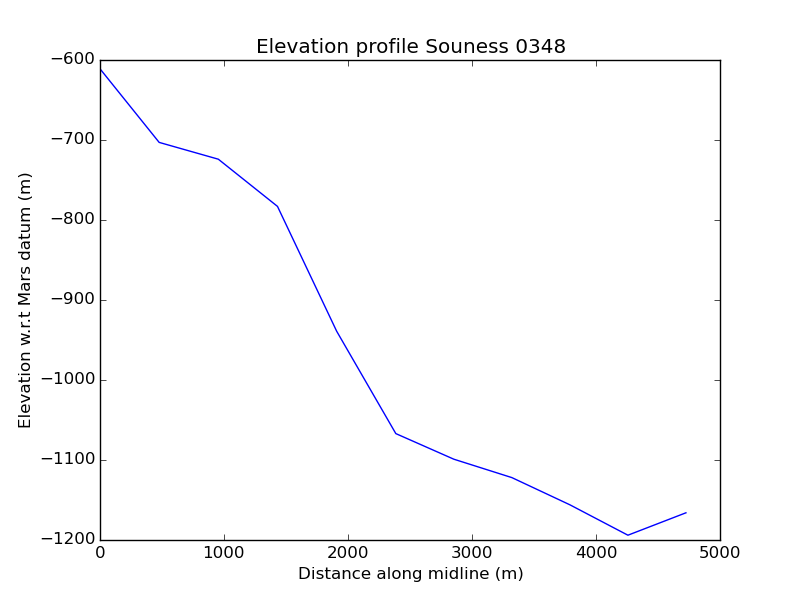 Elevation profile Souness 0348
−600
−700
−800
−900
−1000
−1100
−1200
Elevation w.r.t Mars datum (m)
0 1000 2000 3000 4000 5000
Distance along midline (m)